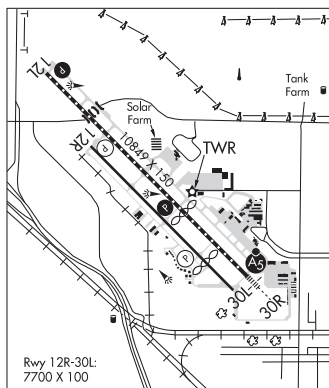 12L
P
Solar
Farm
Tank
Farm
12R
P
10849 X 150
TWR
P
P
A5
30L
30R
Rwy 12R-30L:
7700 X 100